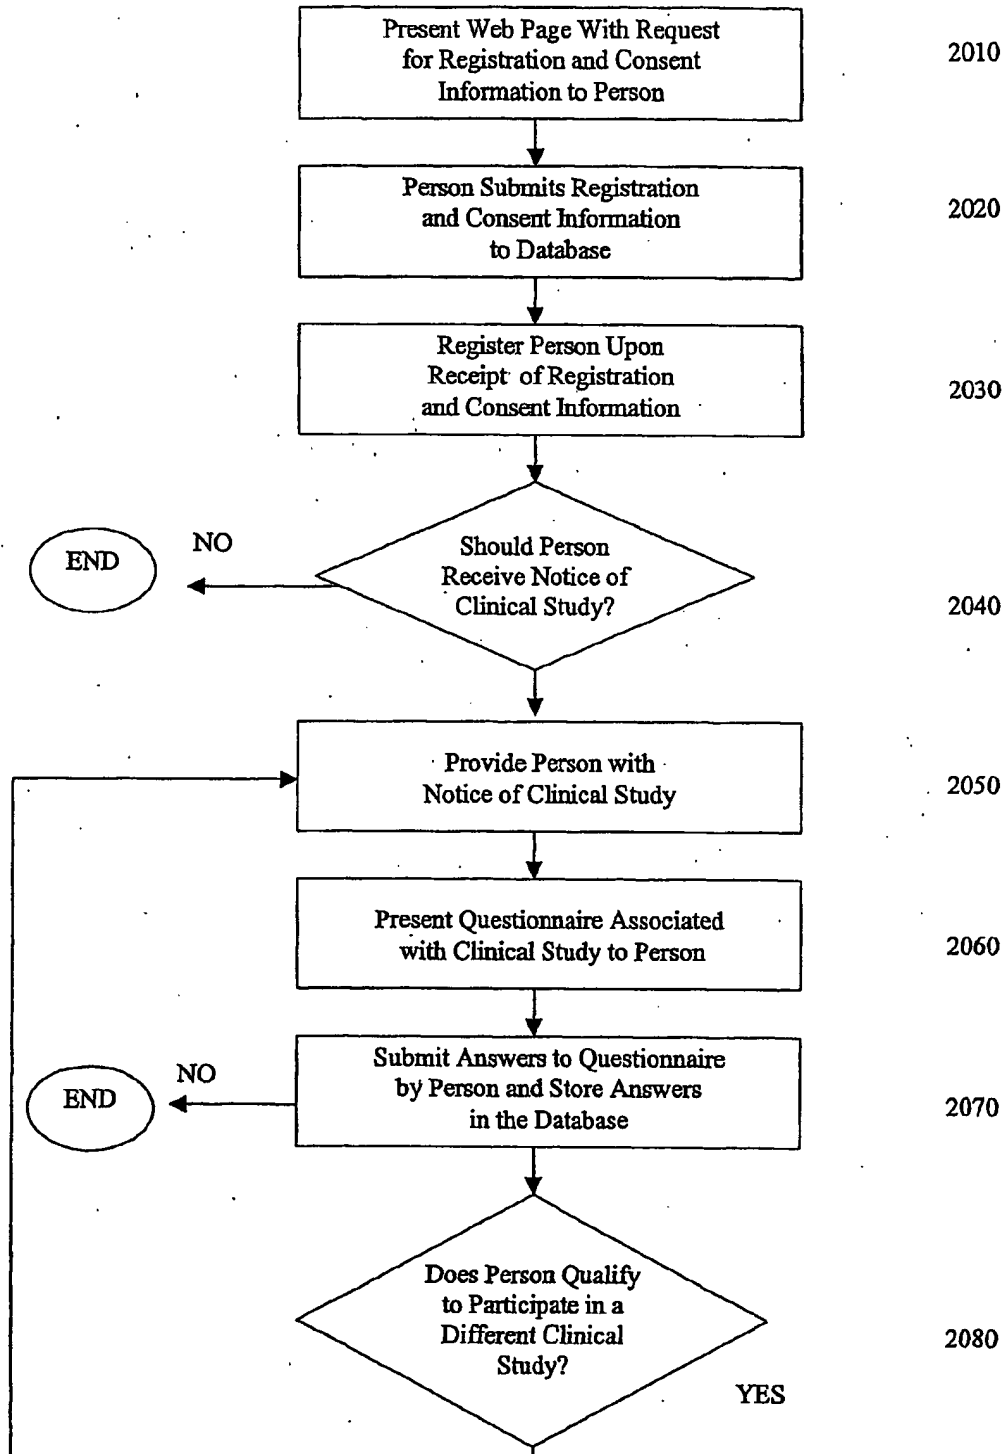 Present Web Page With Request
for Registration and Consent
Information to Person
2010
Person Submits Registration
and Consent Information
to Database
2020
Register Person Upon
Receipt of Registration
and Consent Information
2030
END
NO
Should Person
Receive Notice of
Clinical Study?
2040
Provide Person with
Notice of Clinical Study
2050
Present Questionnaire Associated
with Clinical Study to Person
2060
END
NO
Submit Answers to Questionnaire
by Person and Store Answers
in the Database
2070
Does Person Qualify
to Participate in a
Different Clinical
Study?
2080
YES